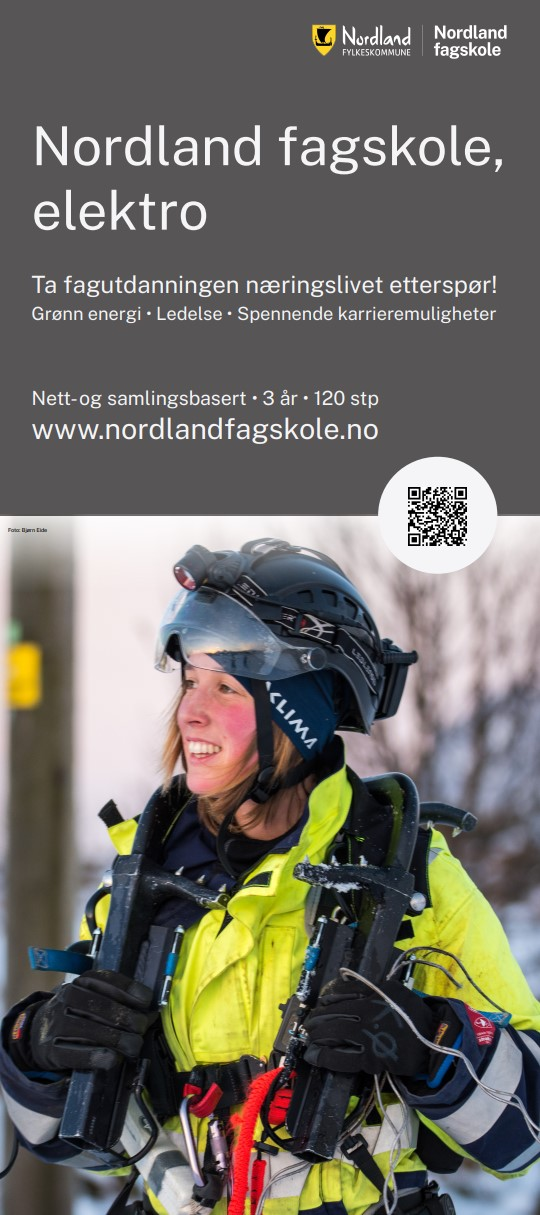 Nordland
FYLKESKOMMUNE
Nordland
fagskole
Nordland fagskole,
elektro
Ta fagutdanningen næringslivet etterspør!
Grønn energi • Ledelse • Spennende karrieremuligheter
Nett- og samlingsbasert • 3 år • 120 stp
www.nordlandfagskole.no
Foto: Bjørn Eide
KLIMA